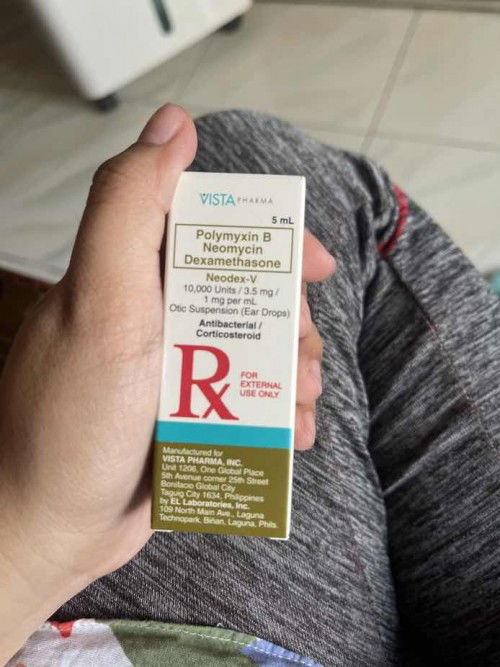 VISTA PHARMA
5 mL
Polymyxin B
Neomycin
Dexamethasone
Neodex-V
10,000 Units / 3.5 mg /
1 mg per mL
Otic Suspension (Ear Drops)
Antibacterial /
Corticosteroid
Rx
FOR
EXTERNAL
USE ONLY
Manufactured for
VISTA PHARMA, INC.
Unit 1206, One Global Place
5th Avenue corner 25th Street
Bonifacio Global City
Taguig City 1634, Philippines
by EL Laboratories, Inc.
109 North Main Ave., Laguna
Technopark, Biñan, Laguna, Phils.